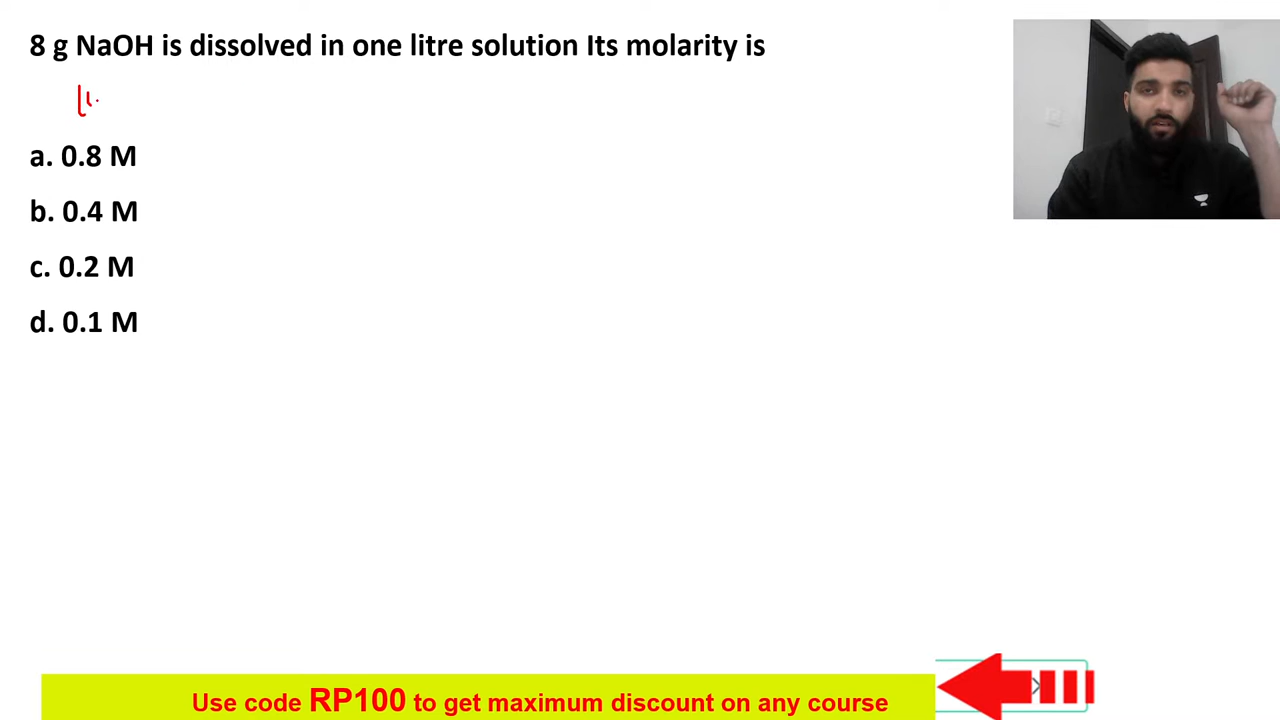 8 g NaOH is dissolved in one litre solution Its molarity is
a. 0.8 M
b. 0.4 M
c. 0.2 M
d. 0.1 M
Use code RP100 to get maximum discount on any course